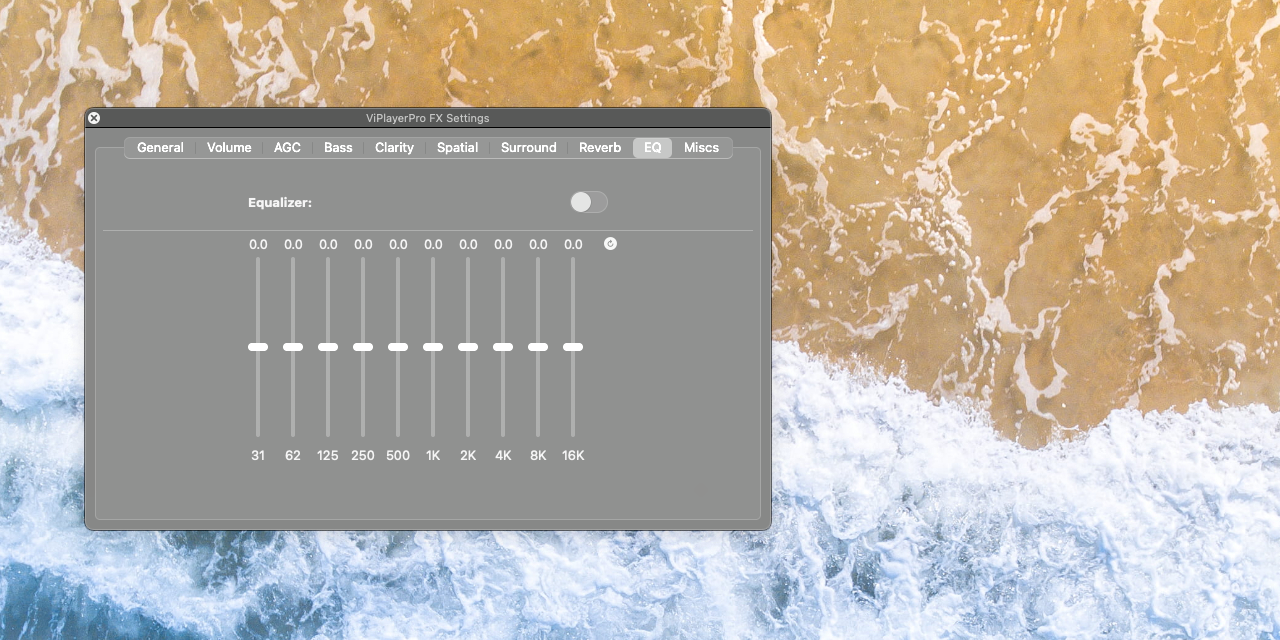 ViPlayerPro FX Settings
General Volume AGC Bass Clarity Spatial Surround Reverb EQ Miscs
Equalizer:
0.0 0.0 0.0 0.0 0.0 0.0 0.0 0.0 0.0 0.0
31 62 125 250 500 1K 2K 4K 8K 16K